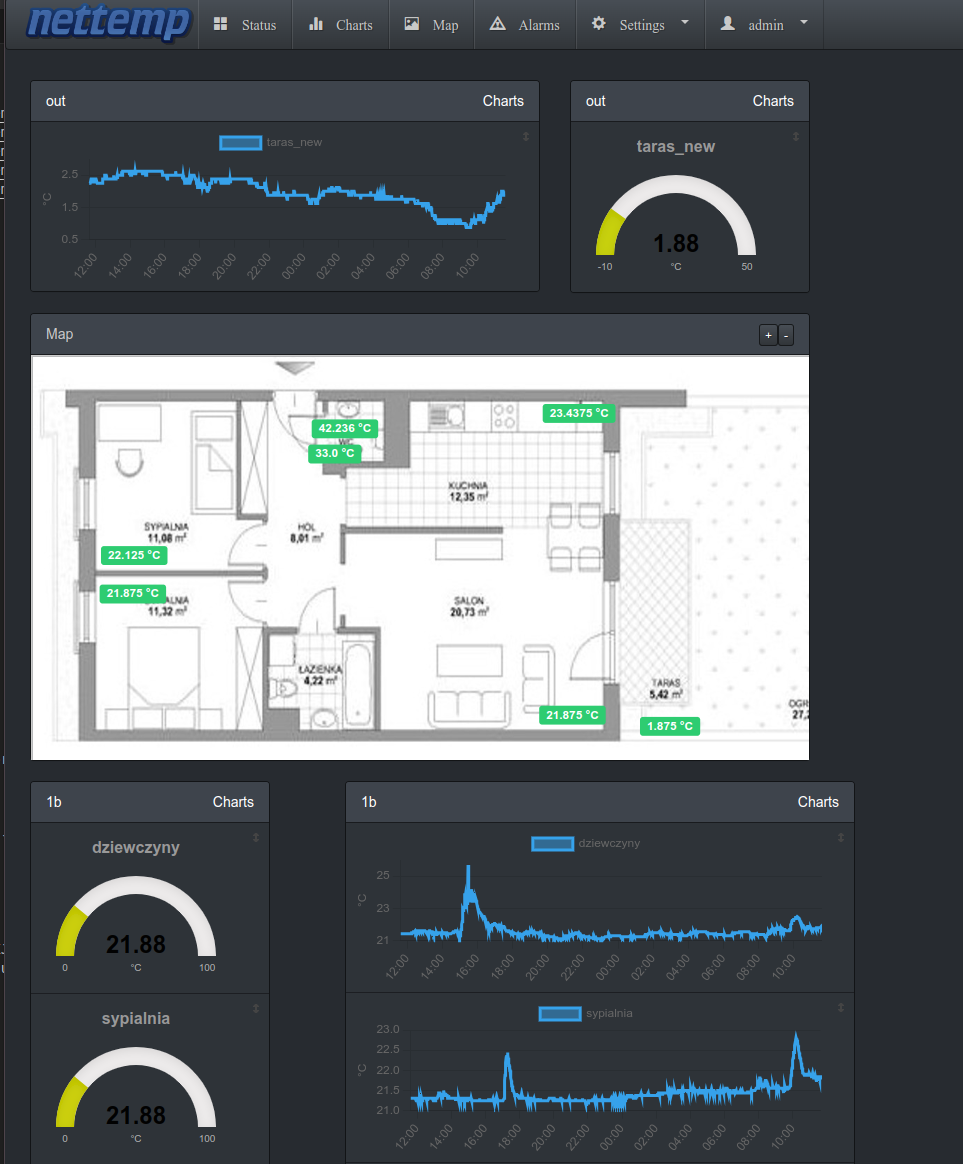 nettemp
Status
Charts
Map
Alarms
Settings
admin
out
Charts
taras_new
2.5
1.5
0.5
°C
12:00
14:00
16:00
18:00
20:00
22:00
00:00
02:00
04:00
06:00
08:00
10:00
out
Charts
taras_new
1.88
-10
°C
50
Map
+
-
42.236 °C
23.4375 °C
WC
33.0 °C
KUCHNIA
12,35 m²
SYPIALNIA
11,08 m²
HOL
8,01 m²
22.125 °C
21.875 °C
ALNIA
11,32 m²
SALON
20,73 m²
ŁAZIENKA
4,22 m²
TARAS
5,42 m²
OGR
27,
21.875 °C
1.875 °C
1b
Charts
dziewczyny
21.88
0
°C
100
sypialnia
21.88
0
°C
100
1b
Charts
dziewczyny
25
23
21
°C
12:00
14:00
16:00
18:00
20:00
22:00
00:00
02:00
04:00
06:00
08:00
10:00
sypialnia
23.0
22.5
22.0
21.5
21.0
°C
12:00
14:00
16:00
18:00
20:00
22:00
00:00
02:00
04:00
06:00
08:00
10:00